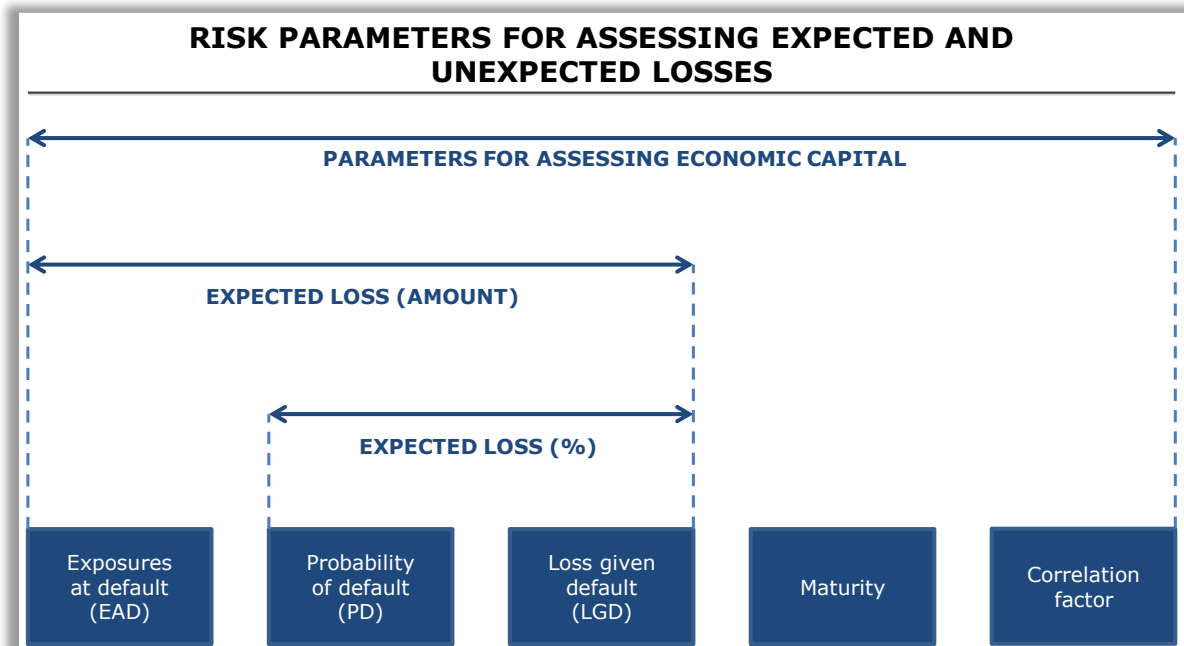 RISK PARAMETERS FOR ASSESSING EXPECTED AND
UNEXPECTED LOSSES
PARAMETERS FOR ASSESSING ECONOMIC CAPITAL
EXPECTED LOSS (AMOUNT)
EXPECTED LOSS (%)
Exposures
at default
(EAD)
Probability
of default
(PD)
Loss given
default
(LGD)
Maturity
Correlation
factor